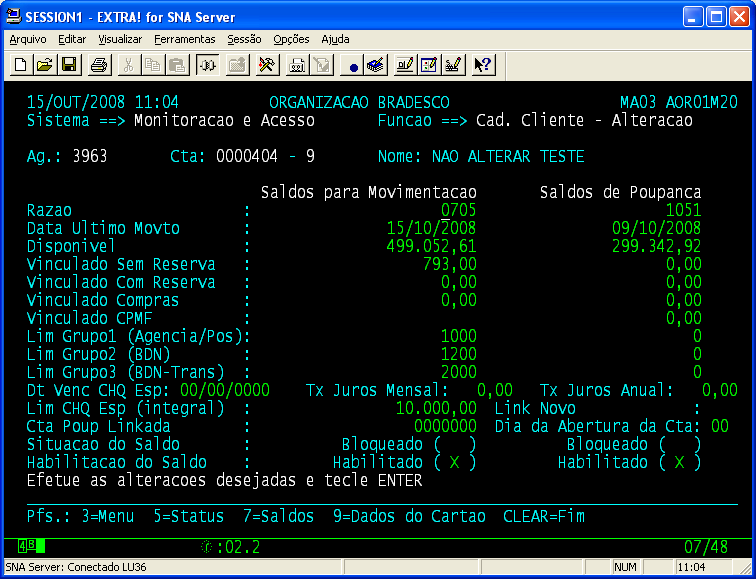 SESSION1 - EXTRA! for SNA Server
Arquivo Editar Visualizar Ferramentas Sessão Opções Ajuda
15/OUT/2008 11:04 ORGANIZACAO BRADESCO MA03 AOR01M20
Sistema ==> Monitoracao e Acesso Funcao ==> Cad. Cliente - Alteracao
Ag.: 3963 Cta: 0000404 - 9 Nome: NAO ALTERAR TESTE
Saldos para Movimentacao Saldos de Poupanca
Razao : 0705 1051
Data Ultimo Movto : 15/10/2008 09/10/2008
Disponivel : 499.052,61 299.342,92
Vinculado Sem Reserva : 793,00 0,00
Vinculado Com Reserva : 0,00 0,00
Vinculado Compras : 0,00 0,00
Vinculado CPMF : 0,00
Lim Grupo1 (Agencia/Pos): 1000 0
Lim Grupo2 (BDN) : 1200 0
Lim Grupo3 (BDN-Trans) : 2000 0
Dt Venc CHQ Esp: 00/00/0000 Tx Juros Mensal: 0,00 Tx Juros Anual: 0,00
Lim CHQ Esp (integral) : 10.000,00 Link Novo :
Cta Poup Linkada : 0000000 Dia da Abertura da Cta: 00
Situacao do Saldo : Bloqueado ( ) Bloqueado ( )
Habilitacao do Saldo : Habilitado ( X ) Habilitado ( X )
Efetue as alteracoes desejadas e tecle ENTER
Pfs.: 3=Menu 5=Status 7=Saldos 9=Dados do Cartao CLEAR=Fim
4B :02.2 07/48
SNA Server: Conectado LU36 NUM 11:04